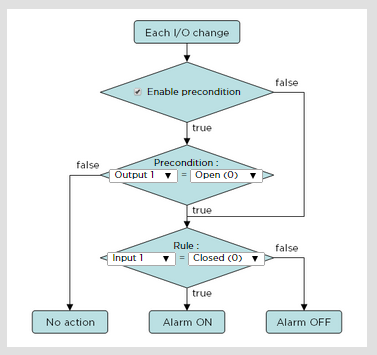 Each I/O change
Enable precondition
false
true
Precondition :
false
Output 1 ▼ = Open (0) ▼
true
Rule :
false
Input 1 ▼ = Closed (0) ▼
true
No action
Alarm ON
Alarm OFF